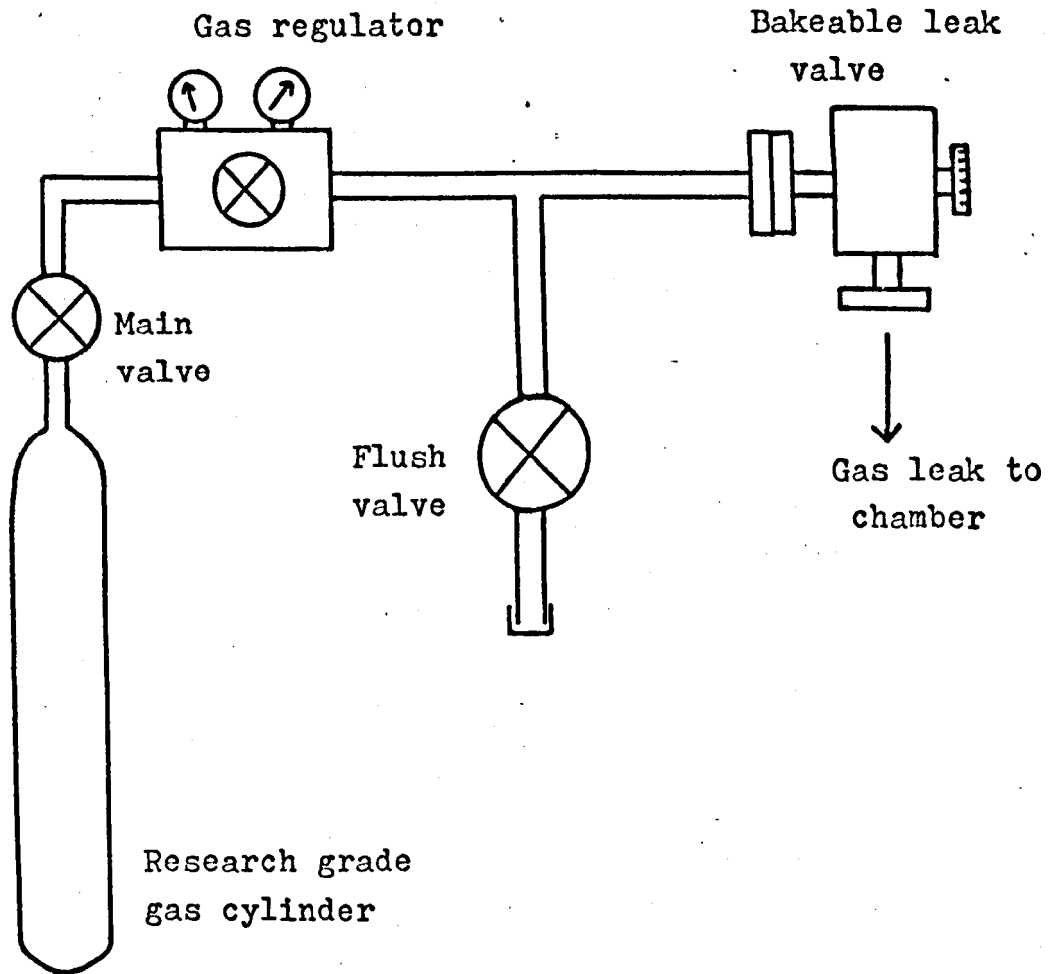 Gas regulator
Bakeable leak
valve
Main
valve
Flush
valve
Gas leak to
chamber
Research grade
gas cylinder